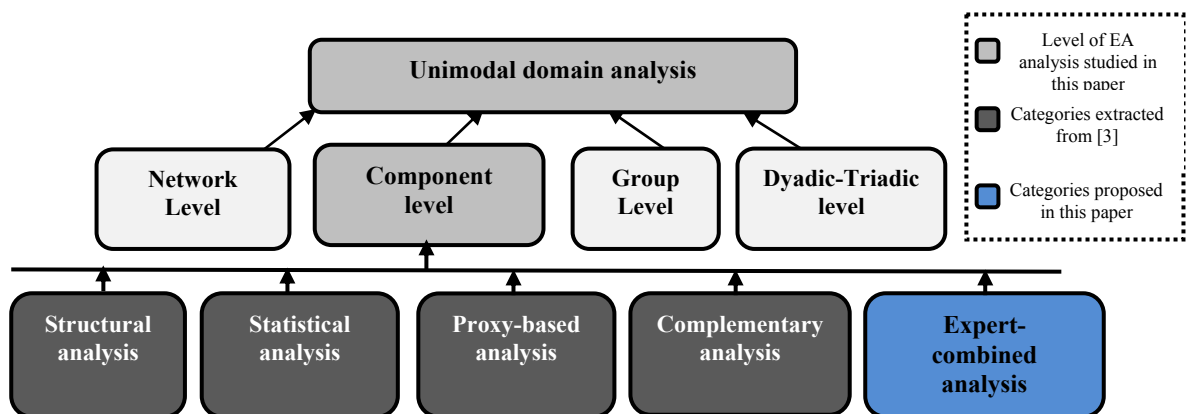 Unimodal domain analysis
Level of EA
analysis studied in
this paper
Categories extracted
from [3]
Categories proposed
in this paper
Network
Level
Component
level
Group
Level
Dyadic-Triadic
level
Structural
analysis
Statistical
analysis
Proxy-based
analysis
Complementary
analysis
Expert-
combined
analysis